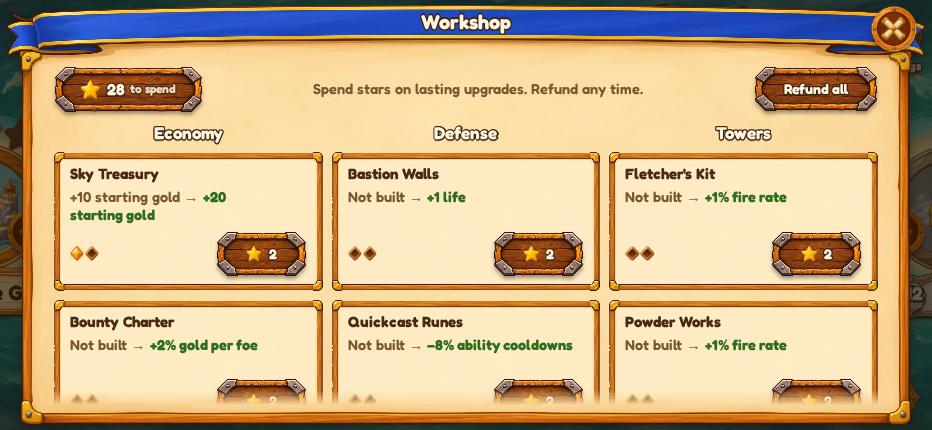 Workshop
28 to spend
Spend stars on lasting upgrades. Refund any time.
Refund all
Economy
Defense
Towers
Sky Treasury
+10 starting gold → +20
starting gold
2
Bastion Walls
Not built → +1 life
2
Fletcher's Kit
Not built → +1% fire rate
2
Bounty Charter
Not built → +2% gold per foe
2
Quickcast Runes
Not built → −8% ability cooldowns
2
Powder Works
Not built → +1% fire rate
2